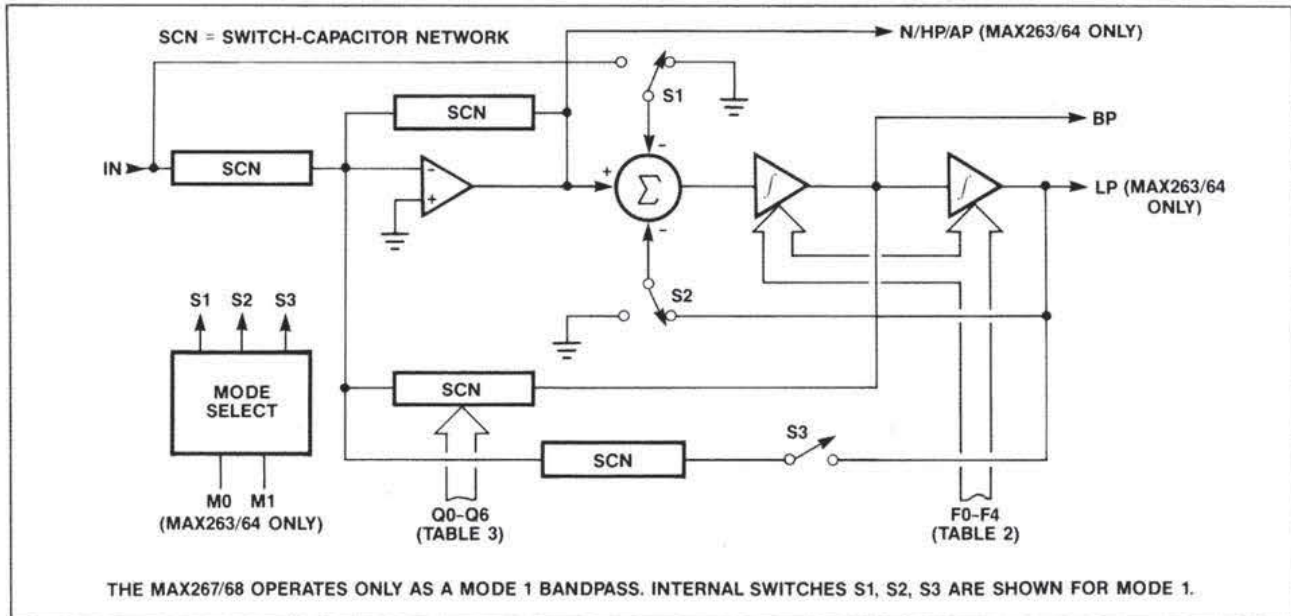 SCN = SWITCH-CAPACITOR NETWORK
N/HP/AP (MAX263/64 ONLY)
S1
SCN
BP
IN
SCN
-
-
+
+
Σ
∫
∫
LP (MAX263/64
ONLY)
-
S1 S2 S3
S2
MODE
SELECT
SCN
S3
SCN
M0 M1
(MAX263/64 ONLY)
Q0-Q6
(TABLE 3)
F0-F4
(TABLE 2)
THE MAX267/68 OPERATES ONLY AS A MODE 1 BANDPASS. INTERNAL SWITCHES S1, S2, S3 ARE SHOWN FOR MODE 1.